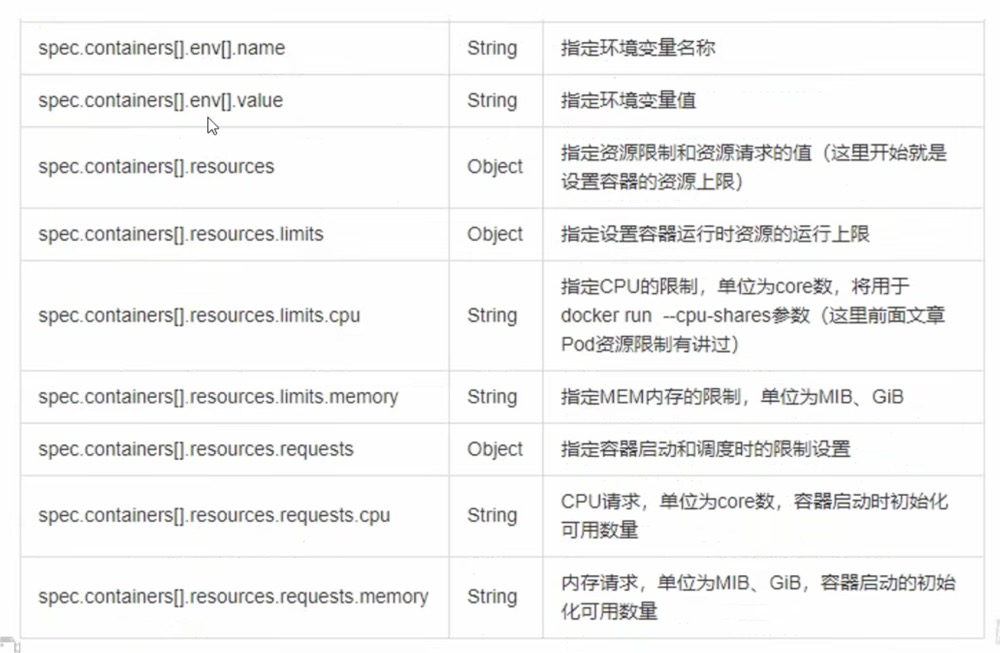 spec.containers[].env[].name String 指定环境变量名称
spec.containers[].env[].value String 指定环境变量值
spec.containers[].resources Object 指定资源限制和资源请求的值（这里开始就是
设置容器的资源上限）
spec.containers[].resources.limits Object 指定设置容器运行时资源的运行上限
指定CPU的限制，单位为core数，将用于
spec.containers[].resources.limits.cpu String docker run --cpu-shares参数（这里前面文章
Pod资源限制有讲过）
spec.containers[].resources.limits.memory String 指定MEM内存的限制，单位为MIB、GiB
spec.containers[].resources.requests Object 指定容器启动和调度时的限制设置
spec.containers[].resources.requests.cpu String CPU请求，单位为core数，容器启动时初始化
可用数量
spec.containers[].resources.requests.memory String 内存请求，单位为MIB、GiB，容器启动的初始
化可用数量